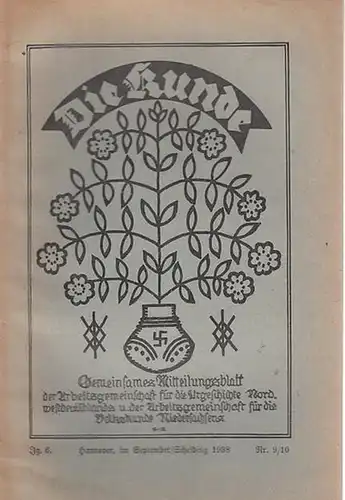 Die Kunde
Gemeinsames Mitteilungsblatt
der Arbeitsgemeinschaft für die Urgeschichte Nord-
westdeutschlands u. der Arbeitsgemeinschaft für die
Volkskunde Niedersachsens
Jg. 6. Hannover, im September/Scheiding 1938 Nr. 9/10